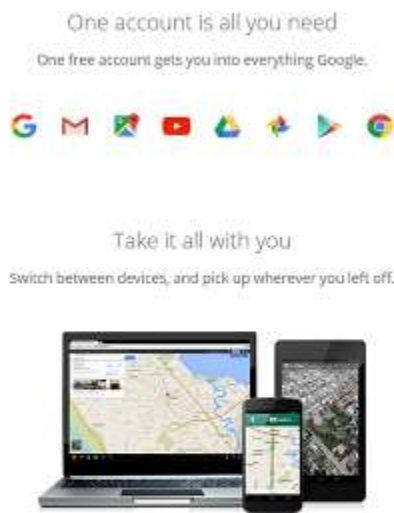 One account is all you need
One free account gets you into everything Google.
Take it all with you
Switch between devices, and pick up wherever you left off.